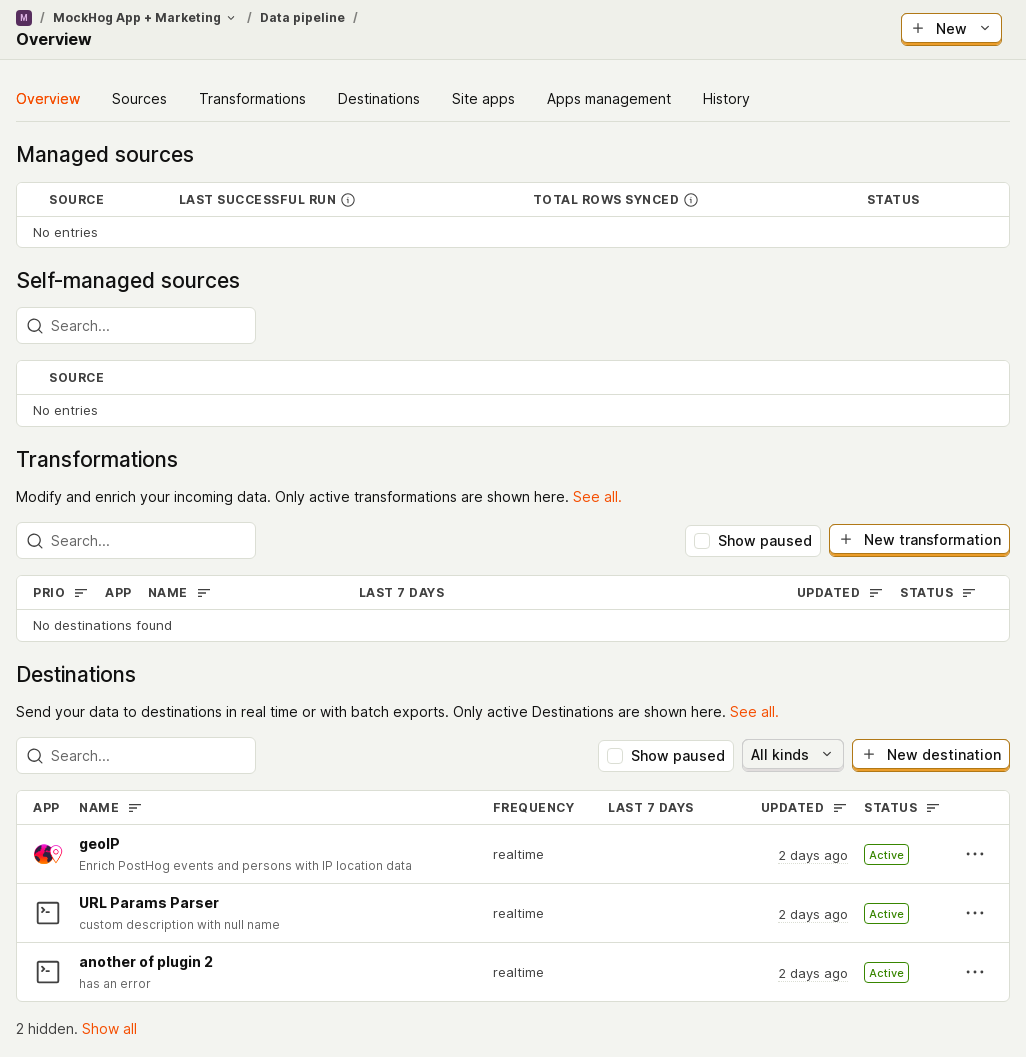 M / MockHog App + Marketing / Data pipeline /
Overview
New
Overview Sources Transformations Destinations Site apps Apps management History
Managed sources
SOURCE LAST SUCCESSFUL RUN TOTAL ROWS SYNCED STATUS
No entries
Self-managed sources
Search...
SOURCE
No entries
Transformations
Modify and enrich your incoming data. Only active transformations are shown here. See all.
Search... Show paused New transformation
PRIO APP NAME LAST 7 DAYS UPDATED STATUS
No destinations found
Destinations
Send your data to destinations in real time or with batch exports. Only active Destinations are shown here. See all.
Search... Show paused All kinds New destination
APP NAME FREQUENCY LAST 7 DAYS UPDATED STATUS
geoIP
Enrich PostHog events and persons with IP location data
realtime 2 days ago Active
URL Params Parser
custom description with null name
realtime 2 days ago Active
another of plugin 2
has an error
realtime 2 days ago Active
2 hidden. Show all